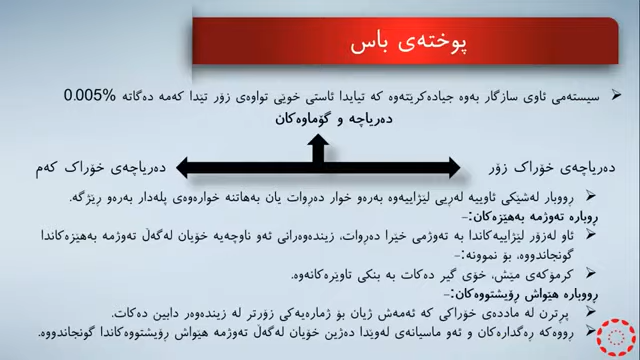 پوختەی باس
سیستەمی ئاوی سازگار بەوە جیادەکرێتەوە کە تیایدا ئاستی خوێی تواوەی زۆر تێدا کەمە دەگاتە 0.005%
دەریاچە و گۆماوەکان
دەریاچەی خۆراک زۆر
دەریاچەی خۆراک کەم
ڕووبار لەشێکی ئاوییە لەڕیی لێژاییەوە بەرەو خوار دەڕوات یان بەهاتنە خوارەوەی پلەدار بەرەو ڕێژگە.
ڕوبارە تەوژمە بەهێزەکان:-
ئاو لەزۆر لێژاییەکاندا بە تەوژمی خێرا دەڕوات، زیندەوەرانی ئەو ناوچەیە خۆیان لەگەڵ تەوژمە بەهێزەکاندا
گونجاندووە، بۆ نموونە:-
کرمۆکەی مێش، خۆی گیر دەکات بە بنکی تاوێرەکانەوە.
ڕووبارە هێواش ڕۆیشتووەکان:-
پڕترن لە ماددەی خۆراکی کە ئەمەش ژیان بۆ ژمارەیەکی زۆرتر لە زیندەوەر دابین دەکات.
ڕووەکە ڕەگدارەکان و ئەو ماسیانەی لەوێدا دەژین خۆیان لەگەڵ تەوژمە هێواش ڕۆیشتووەکاندا گونجاندووە.